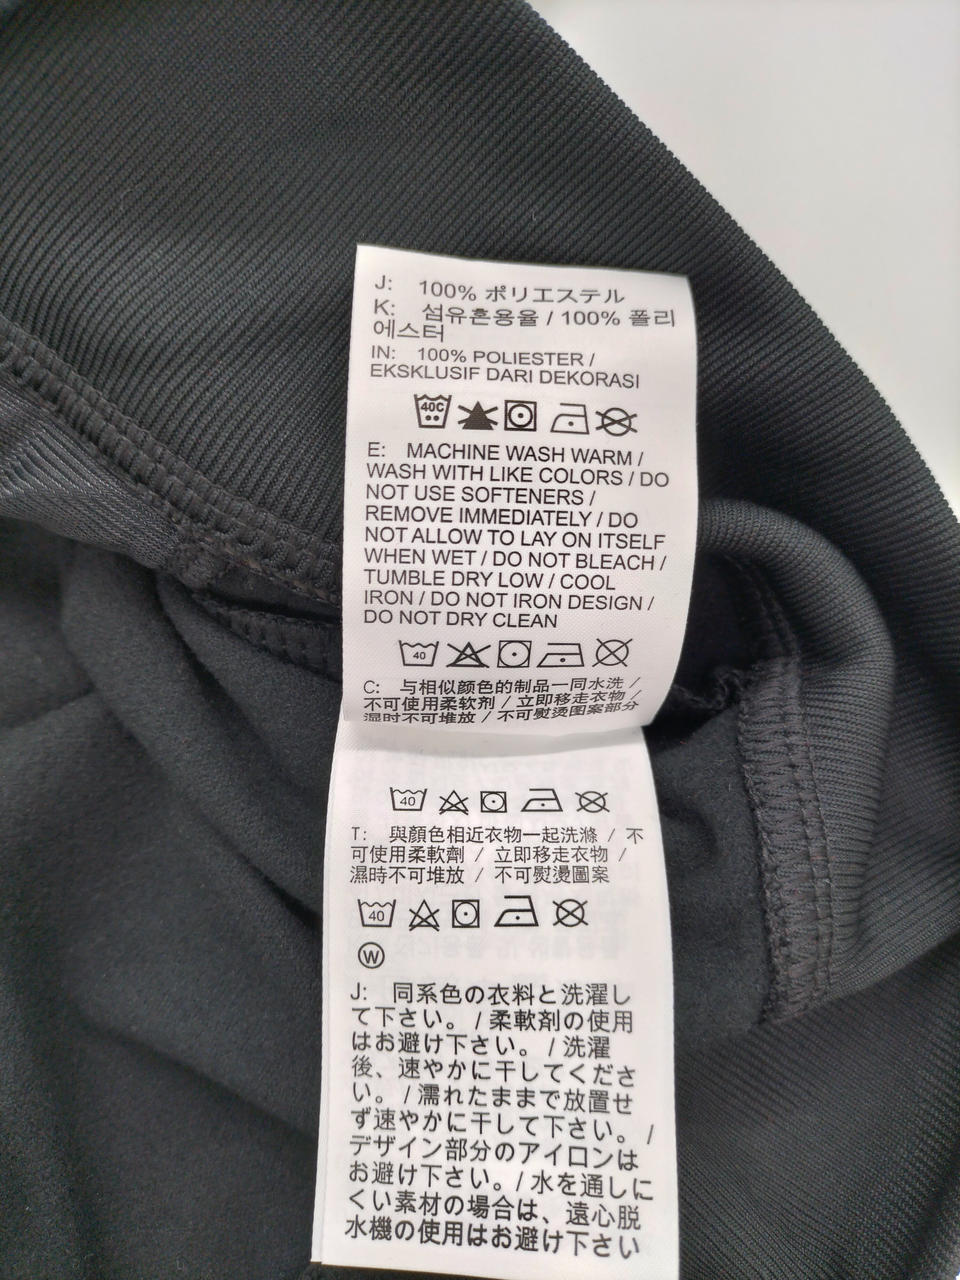 J: 100% ポリエステル
K: 섬유혼용율 / 100% 폴리
에스터
IN: 100% POLIESTER /
EKSKLUSIF DARI DEKORASI
40C
E: MACHINE WASH WARM /
WASH WITH LIKE COLORS / DO
NOT USE SOFTENERS /
REMOVE IMMEDIATELY / DO
NOT ALLOW TO LAY ON ITSELF
WHEN WET / DO NOT BLEACH /
TUMBLE DRY LOW / COOL
IRON / DO NOT IRON DESIGN /
DO NOT DRY CLEAN
40
C: 与相似颜色的制品一同水洗 /
不可使用柔软剂 / 立即移走衣物 /
湿时不可堆放 / 不可熨烫图案部分
40
T: 與顏色相近衣物一起洗滌 / 不
可使用柔軟劑 / 立即移走衣物 /
濕時不可堆放 / 不可熨燙圖案
40
W
J: 同系色の衣料と洗濯し
て下さい。 / 柔軟剤の使用
はお避け下さい。 / 洗濯
後、速やかに干してくださ
い。 / 濡れたままで放置せ
ず速やかに干して下さい。 /
デザイン部分のアイロンは
お避け下さい。 / 水を通しに
くい素材の場合は、遠心脱
水機の使用はお避け下さい